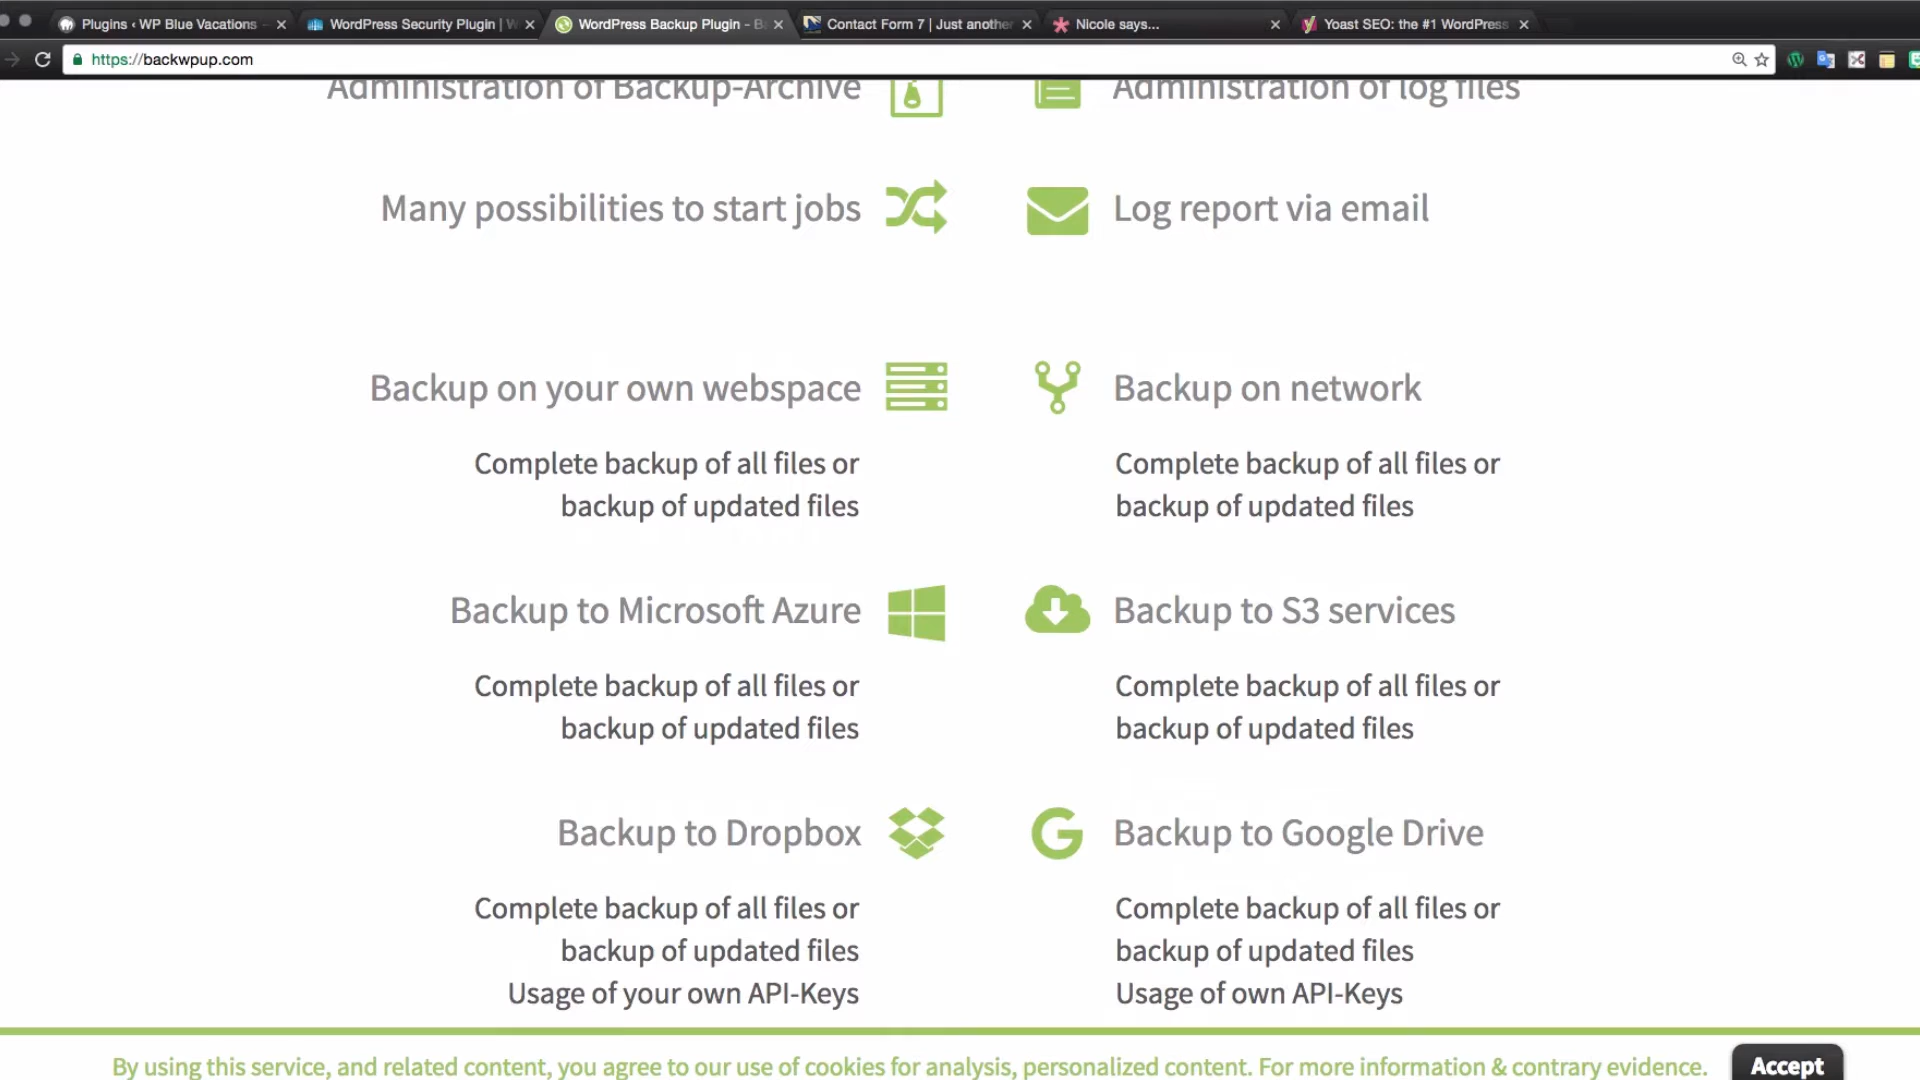 Plugins ‹ WP Blue Vacations
WordPress Security Plugin | W
WordPress Backup Plugin - B
Contact Form 7 | Just another
Nicole says...
Yoast SEO: the #1 WordPress
https://backwpup.com
Administration of Backup-Archive
Administration of log files
Many possibilities to start jobs
Log report via email
Backup on your own webspace
Complete backup of all files or
backup of updated files
Backup on network
Complete backup of all files or
backup of updated files
Backup to Microsoft Azure
Complete backup of all files or
backup of updated files
Backup to S3 services
Complete backup of all files or
backup of updated files
Backup to Dropbox
Complete backup of all files or
backup of updated files
Usage of your own API-Keys
Backup to Google Drive
Complete backup of all files or
backup of updated files
Usage of own API-Keys
By using this service, and related content, you agree to our use of cookies for analysis, personalized content. For more information & contrary evidence.
Accept